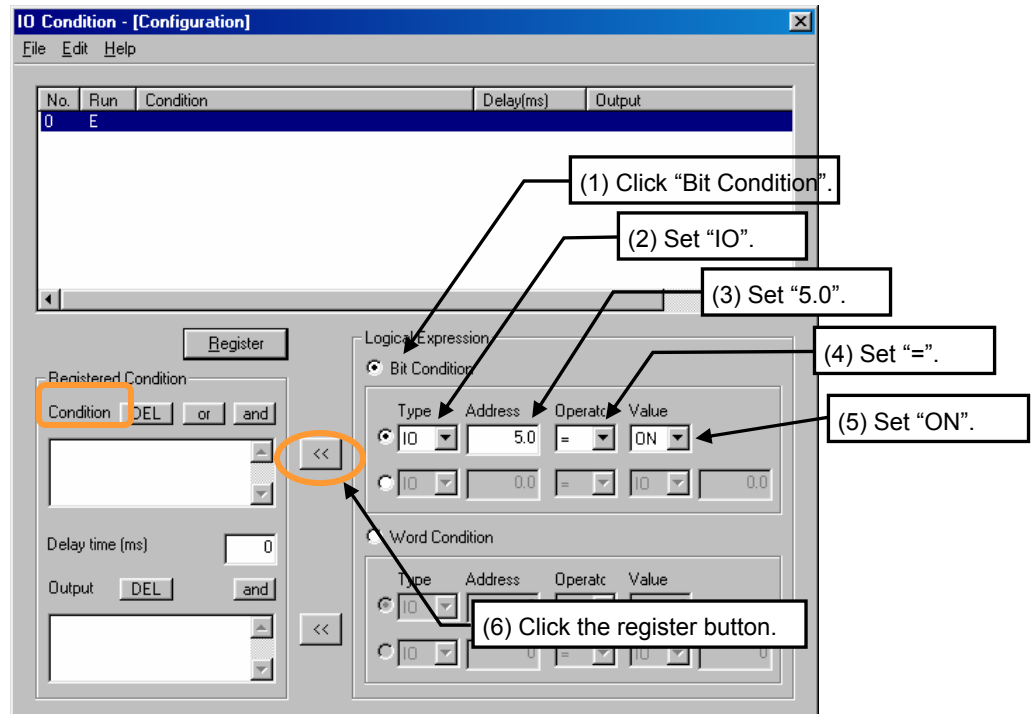 IO Condition - [Configuration]
File Edit Help
No. Run Condition Delay(ms) Output
0 E
(1) Click “Bit Condition”.
(2) Set “IO”.
(3) Set “5.0”.
(4) Set “=”.
(5) Set “ON”.
Register
Logical Expression
Bit Condition
Registered Condition
Condition DEL or and
Type Address Operatc Value
IO 5.0 = ON
<<
IO 0.0 = IO 0.0
Delay time (ms) 0
Word Condition
Output DEL and
Type Address Operatc Value
IO
(6) Click the register button.
<<
IO 0 = IO 0